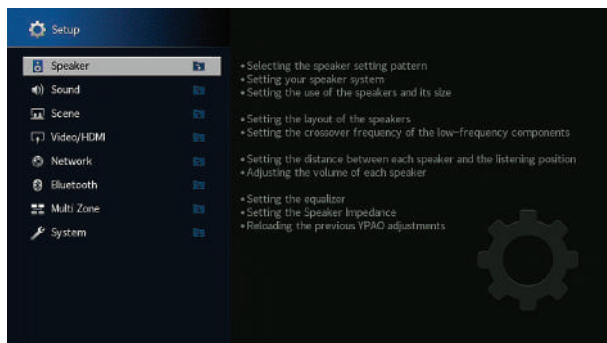 Setup
Speaker
Sound
Scene
Video/HDMI
Network
Bluetooth
Multi Zone
System
•Selecting the speaker setting pattern
•Setting your speaker system
•Setting the use of the speakers and its size
•Setting the layout of the speakers
•Setting the crossover frequency of the low-frequency components
•Setting the distance between each speaker and the listening position
•Adjusting the volume of each speaker
•Setting the equalizer
•Setting the Speaker Impedance
•Reloading the previous YPAO adjustments